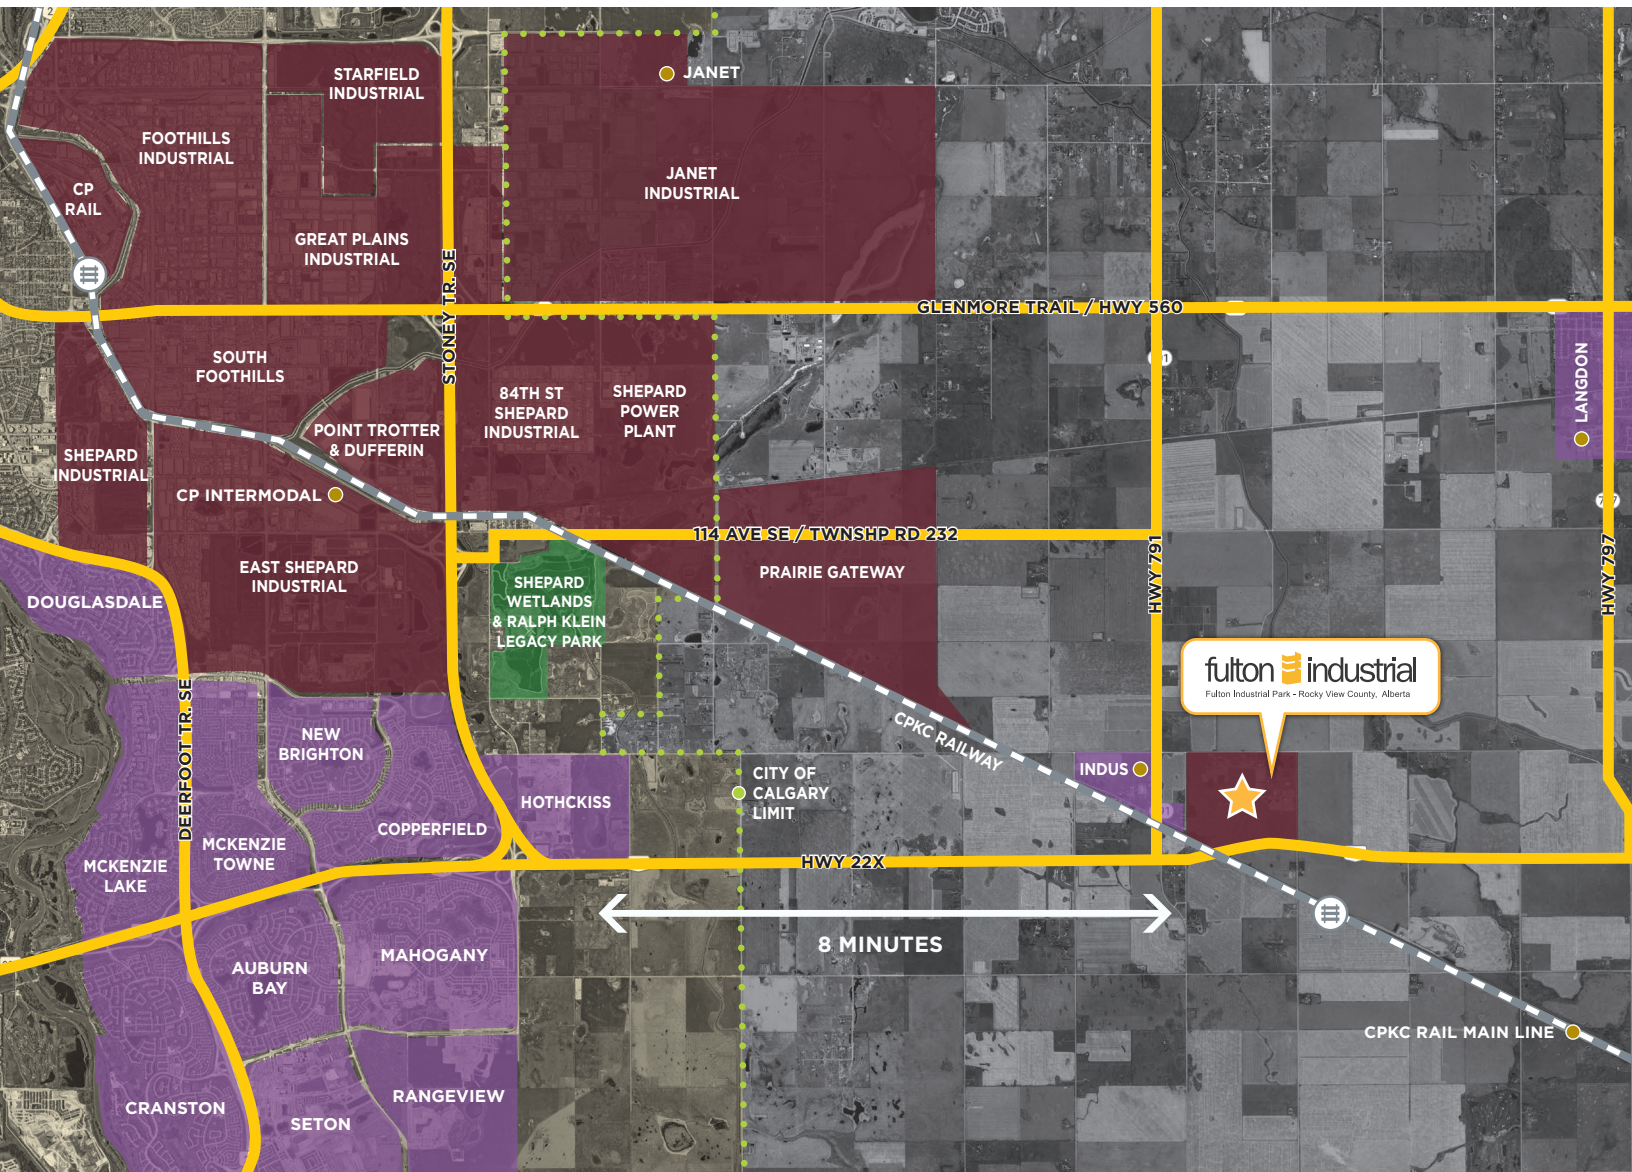 2
STARFIELD
INDUSTRIAL
JANET
FOOTHILLS
INDUSTRIAL
CP
RAIL
JANET
INDUSTRIAL
GREAT PLAINS
INDUSTRIAL
STONEY TR. SE
GLENMORE TRAIL / HWY 560
SOUTH
FOOTHILLS
84TH ST
SHEPARD
INDUSTRIAL
SHEPARD
POWER
PLANT
LANGDON
POINT TROTTER
& DUFFERIN
SHEPARD
INDUSTRIAL
CP INTERMODAL
114 AVE SE / TWNSHP RD 232
HWY 791
HWY 797
EAST SHEPARD
INDUSTRIAL
PRAIRIE GATEWAY
SHEPARD
WETLANDS
& RALPH KLEIN
LEGACY PARK
DOUGLASDALE
fulton industrial
Fulton Industrial Park - Rocky View County, Alberta
DEERFOOT TR. SE
NEW
BRIGHTON
CPKC RAILWAY
INDUS
CITY OF
CALGARY
LIMIT
HOTHCKISS
COPPERFIELD
MCKENZIE
TOWNE
MCKENZIE
LAKE
HWY 22X
8 MINUTES
MAHOGANY
AUBURN
BAY
CPKC RAIL MAIN LINE
RANGEVIEW
CRANSTON
SETON